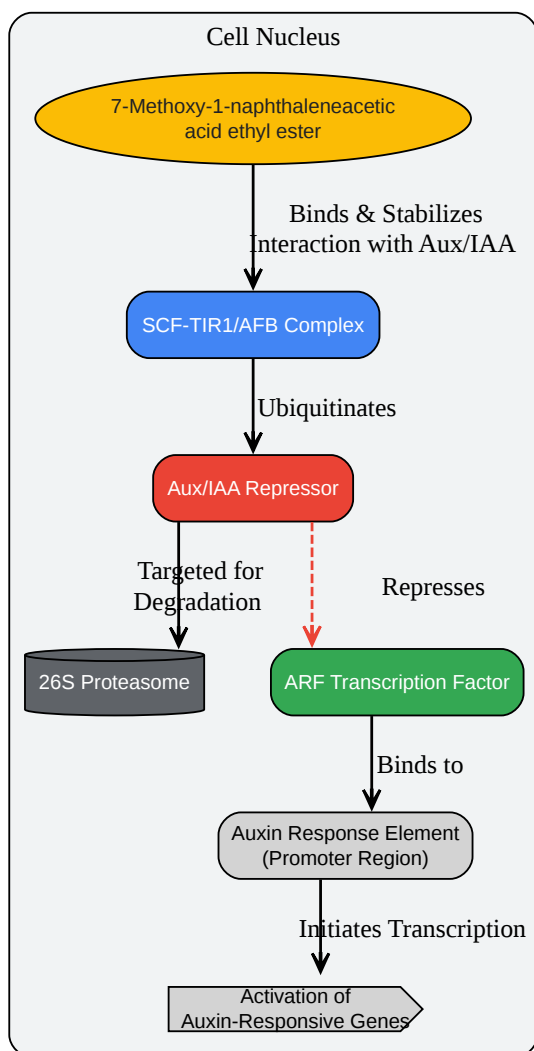 Cell Nucleus
7-Methoxy-1-naphthaleneacetic
acid ethyl ester
Binds & Stabilizes
Interaction with Aux/IAA
SCF-TIR1/AFB Complex
Ubiquitinates
Aux/IAA Repressor
Targeted for
Degradation
Represses
26S Proteasome
ARF Transcription Factor
Binds to
Auxin Response Element
(Promoter Region)
Initiates Transcription
Activation of
Auxin-Responsive Genes